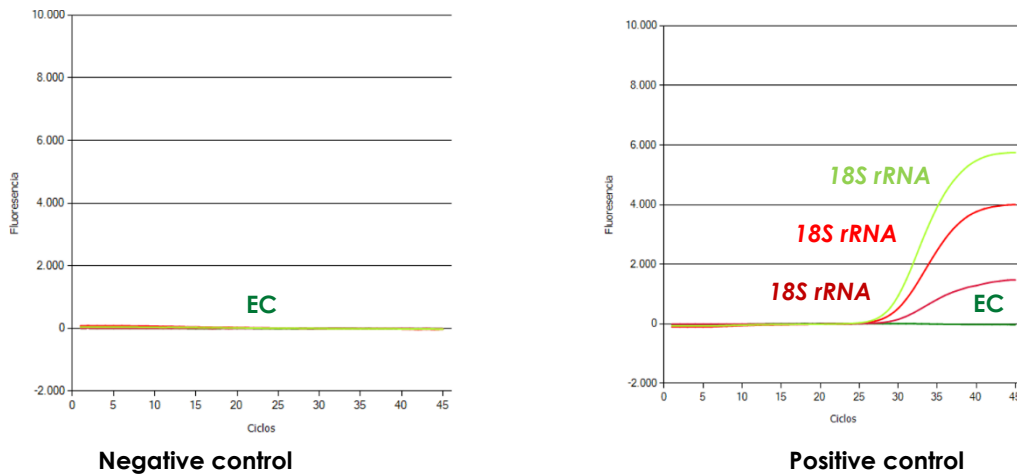 10.000
8.000
6.000
4.000
2.000
0
-2.000
Fluoresencia
EC
0 5 10 15 20 25 30 35 40 45
Ciclos
Negative control
10.000
8.000
6.000
4.000
2.000
0
-2.000
Fluoresencia
18S rRNA
18S rRNA
18S rRNA
EC
0 5 10 15 20 25 30 35 40 45
Ciclos
Positive control